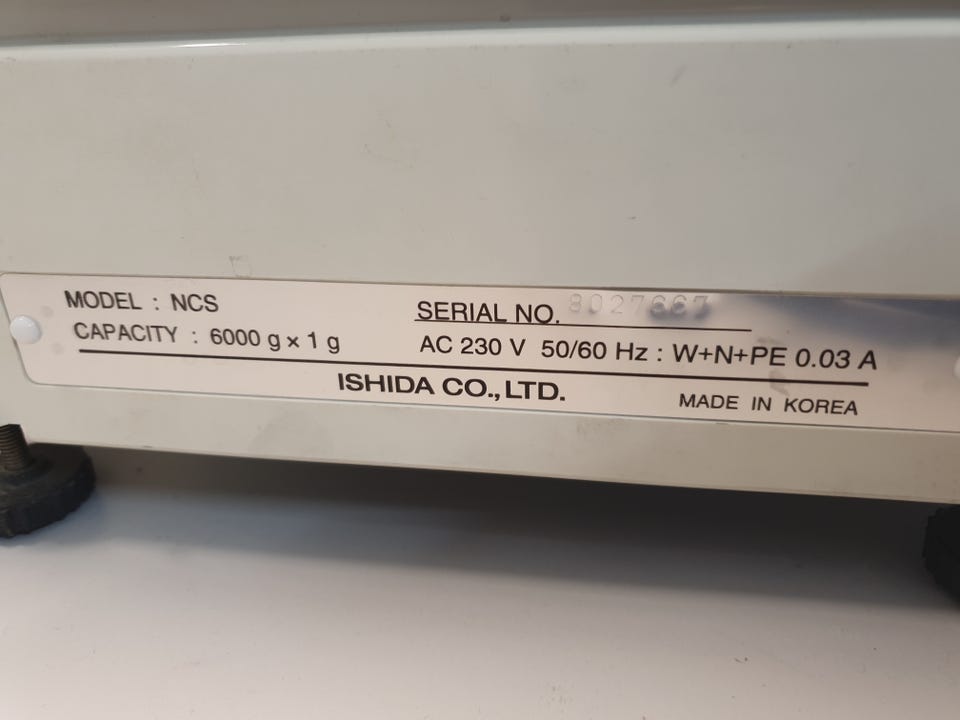 MODEL : NCS
SERIAL NO. 8027667
CAPACITY : 6000 g × 1 g
AC 230 V 50/60 Hz : W+N+PE 0.03 A
ISHIDA CO., LTD.
MADE IN KOREA